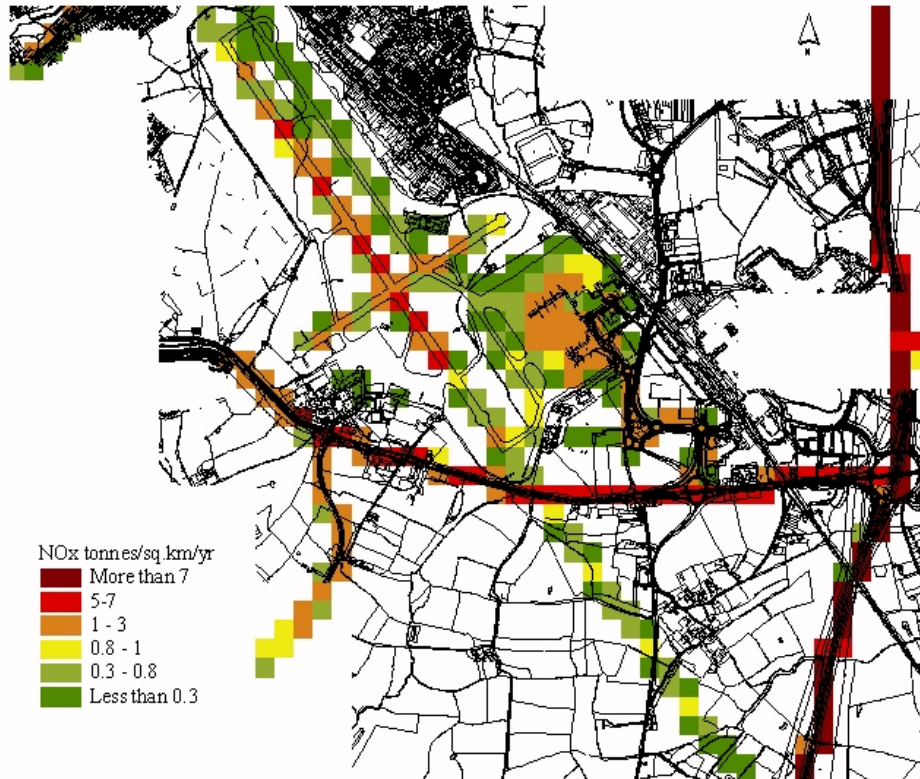 N
NOx tonnes/sq.km/yr
More than 7
5-7
1 - 3
0.8 - 1
0.3 - 0.8
Less than 0.3